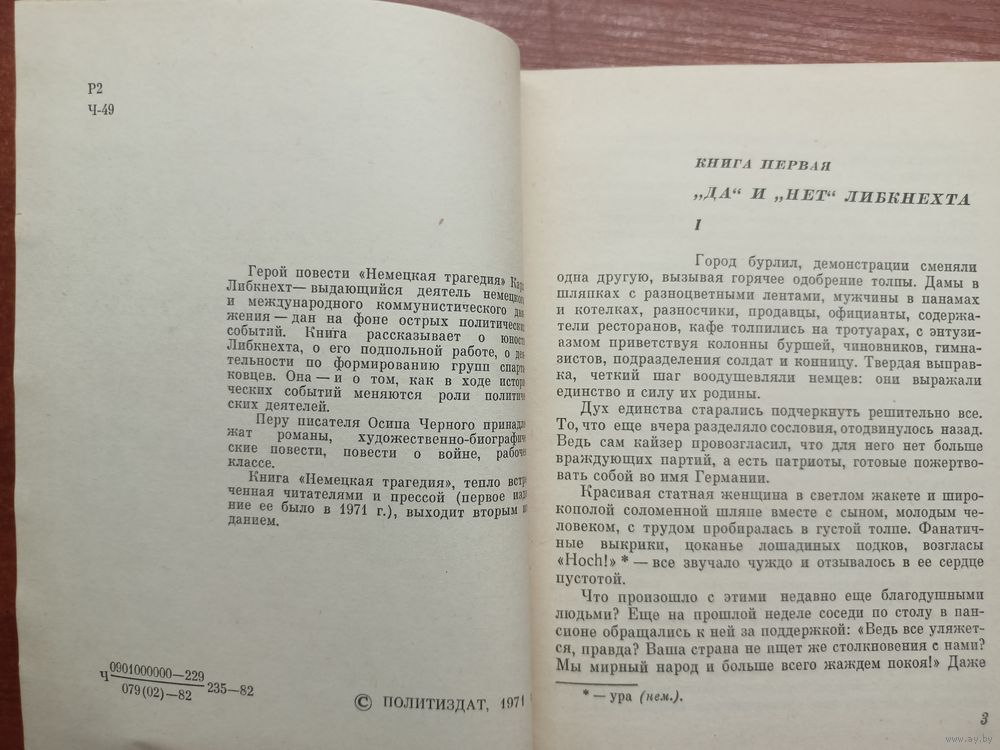 Р2
Ч-49
Герой повести «Немецкая трагедия»
Либкнехт— выдающийся деятель
и международного коммунистического
жения — дан на фоне острых
событий. Книга рассказывает о
Либкнехта, о его подпольной работе, о
тельности по формированию групп
ковцев. Она — и о том, как в ходе
ческих событий меняются роли
ских деятелей.
Перу писателя Осипа Черного
жат романы,
ские повести, повести о войне,
классе.
Книга «Немецкая трагедия», тепло
ченная читателями и прессой (первое
ние ее было в 1971 г.), выходит вторым
данием.
Ч 0901000000—229
079(02)—82 235—82
© ПОЛИТИЗДАТ, 1971
КНИГА ПЕРВАЯ
„ДА“ И „НЕТ“ ЛИБКНЕХТА
I
Город бурлил, демонстрации сменяли
одна другую, вызывая горячее одобрение толпы. Дамы в
шляпках с разноцветными лентами, мужчины в панамах
и котелках, разносчики, продавцы, официанты, содержа-
тели ресторанов, кафе толпились на тротуарах, с энтузи-
азмом приветствуя колонны буршей, чиновников, гимна-
зистов, подразделения солдат и конницу. Твердая выправ-
ка, четкий шаг воодушевляли немцев: они выражали
единство и силу их родины.
Дух единства старались подчеркнуть решительно все.
То, что еще вчера разделяло сословия, отодвинулось назад.
Ведь сам кайзер провозгласил, что для него нет больше
враждующих партий, а есть патриоты, готовые пожертво-
вать собой во имя Германии.
Красивая статная женщина в светлом жакете и широ-
кополой соломенной шляпе вместе с сыном, молодым че-
ловеком, с трудом пробиралась в густой толпе. Фанатич-
ные выкрики, цоканье лошадиных подков, возгласы
«Hoch!» * — все звучало чуждо и отзывалось в ее сердце
пустотой.
Что произошло с этими недавно еще благодушными
людьми? Еще на прошлой неделе соседи по столу в пан-
сионе обращались к ней за поддержкой: «Ведь все уляжет-
ся, правда? Ваша страна не ищет же столкновения с нами?
Мы мирный народ и больше всего жаждем покоя!» Даже
* — ура (нем.).
3
www.ay.by